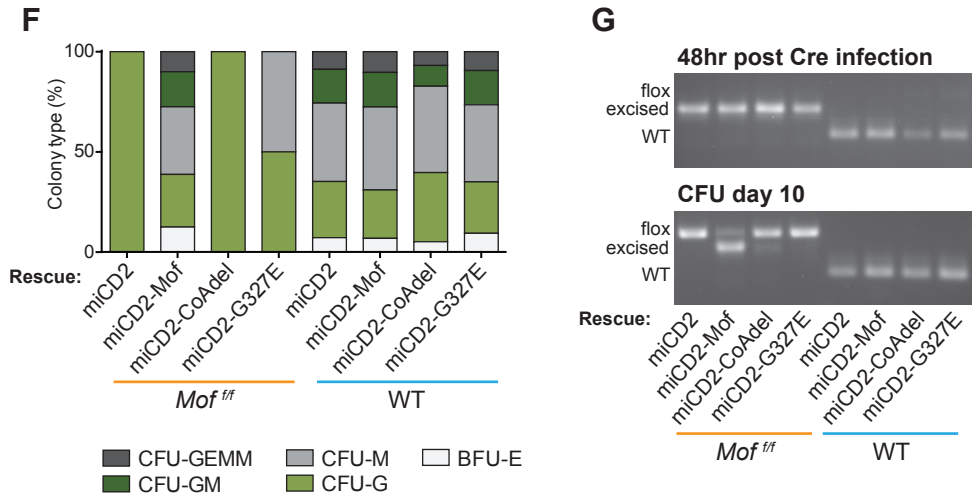 F
Colony type (%)
100
50
0
Rescue:
miCD2
miCD2-Mof
miCD2-CoAdel
miCD2-G327E
miCD2
miCD2-Mof
miCD2-CoAdel
miCD2-G327E
Mof f/f
WT
CFU-GEMM
CFU-M
BFU-E
CFU-GM
CFU-G
G
48hr post Cre infection
flox
excised
WT
CFU day 10
flox
excised
WT
Rescue:
miCD2
miCD2-Mof
miCD2-CoAdel
miCD2-G327E
miCD2
miCD2-Mof
miCD2-CoAdel
miCD2-G327E
Mof f/f
WT